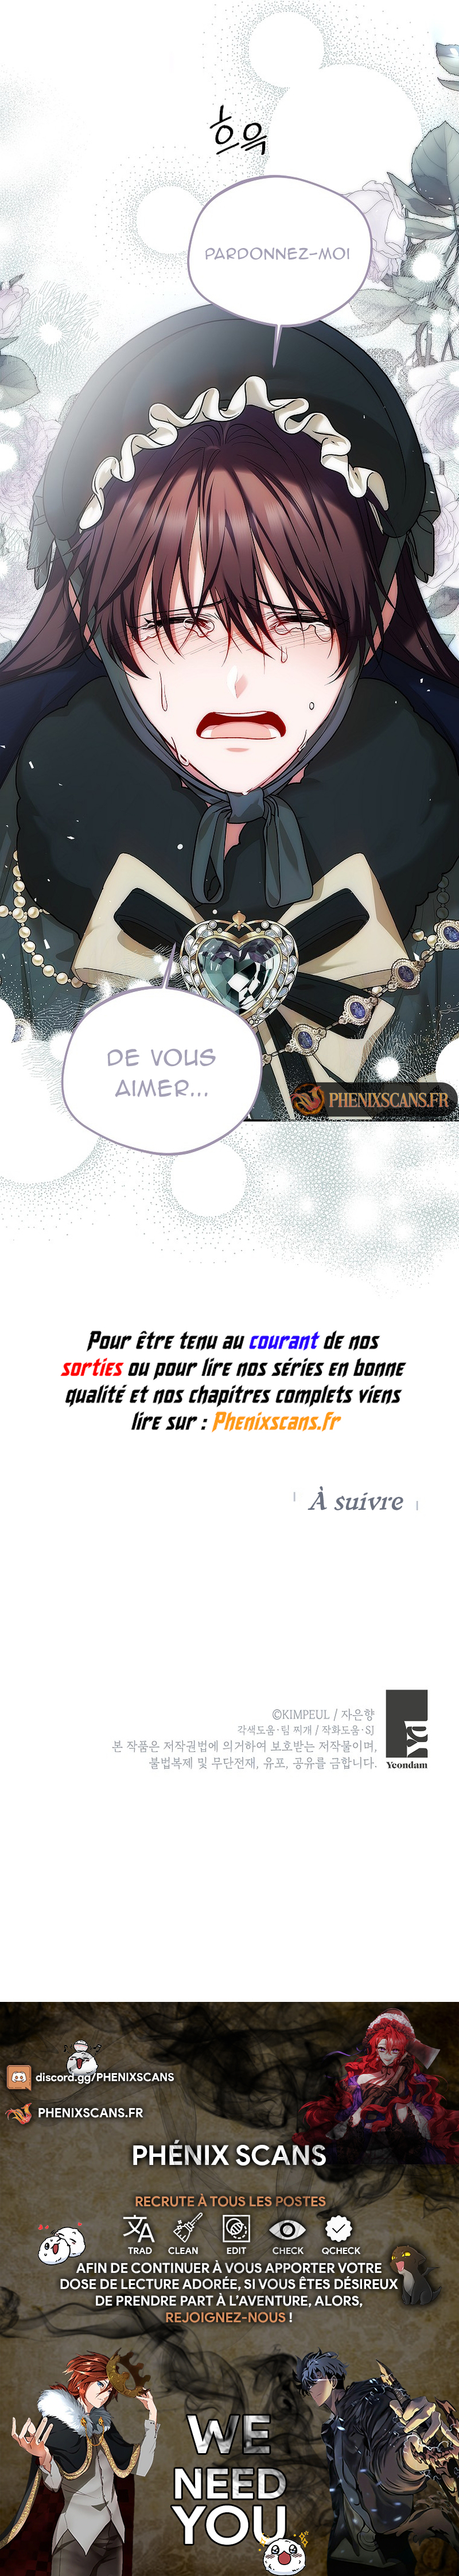 흐윽
PARDONNEZ-MOI
DE VOUS
AIMER...
PHENIXSCANS.FR
Pour être tenu au courant de nos
sorties ou pour lire nos séries en bonne
qualité et nos chapitres complets viens
lire sur : Phenixscans.fr
À suivre
©KIMPEUL / 자은향
각색도움·팀 찌개 / 작화도움·SJ
본 작품은 저작권법에 의거하여 보호받는 저작물이며,
불법복제 및 무단전재, 유포, 공유를 금합니다.
Yeondam
discord.gg/PHENIXSCANS
PHENIXSCANS.FR
PHÉNIX SCANS
RECRUTE À TOUS LES POSTES
TRAD CLEAN EDIT CHECK QCHECK
AFIN DE CONTINUER À VOUS APPORTER VOTRE
DOSE DE LECTURE ADORÉE, SI VOUS ÊTES DÉSIREUX
DE PRENDRE PART À L'AVENTURE, ALORS,
REJOIGNEZ-NOUS !
WE
NEED
YOU